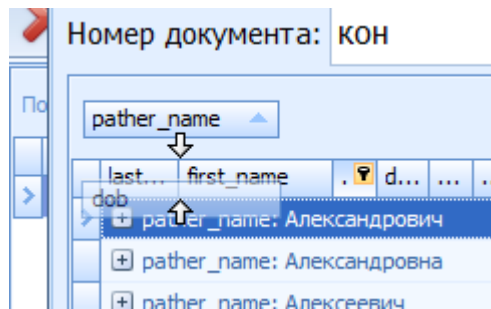 Номер документа: кон
По
pather_name
last... first_name . d... ... .
dob
pather_name: Александрович
pather_name: Александровна
pather_name: Алексеевич